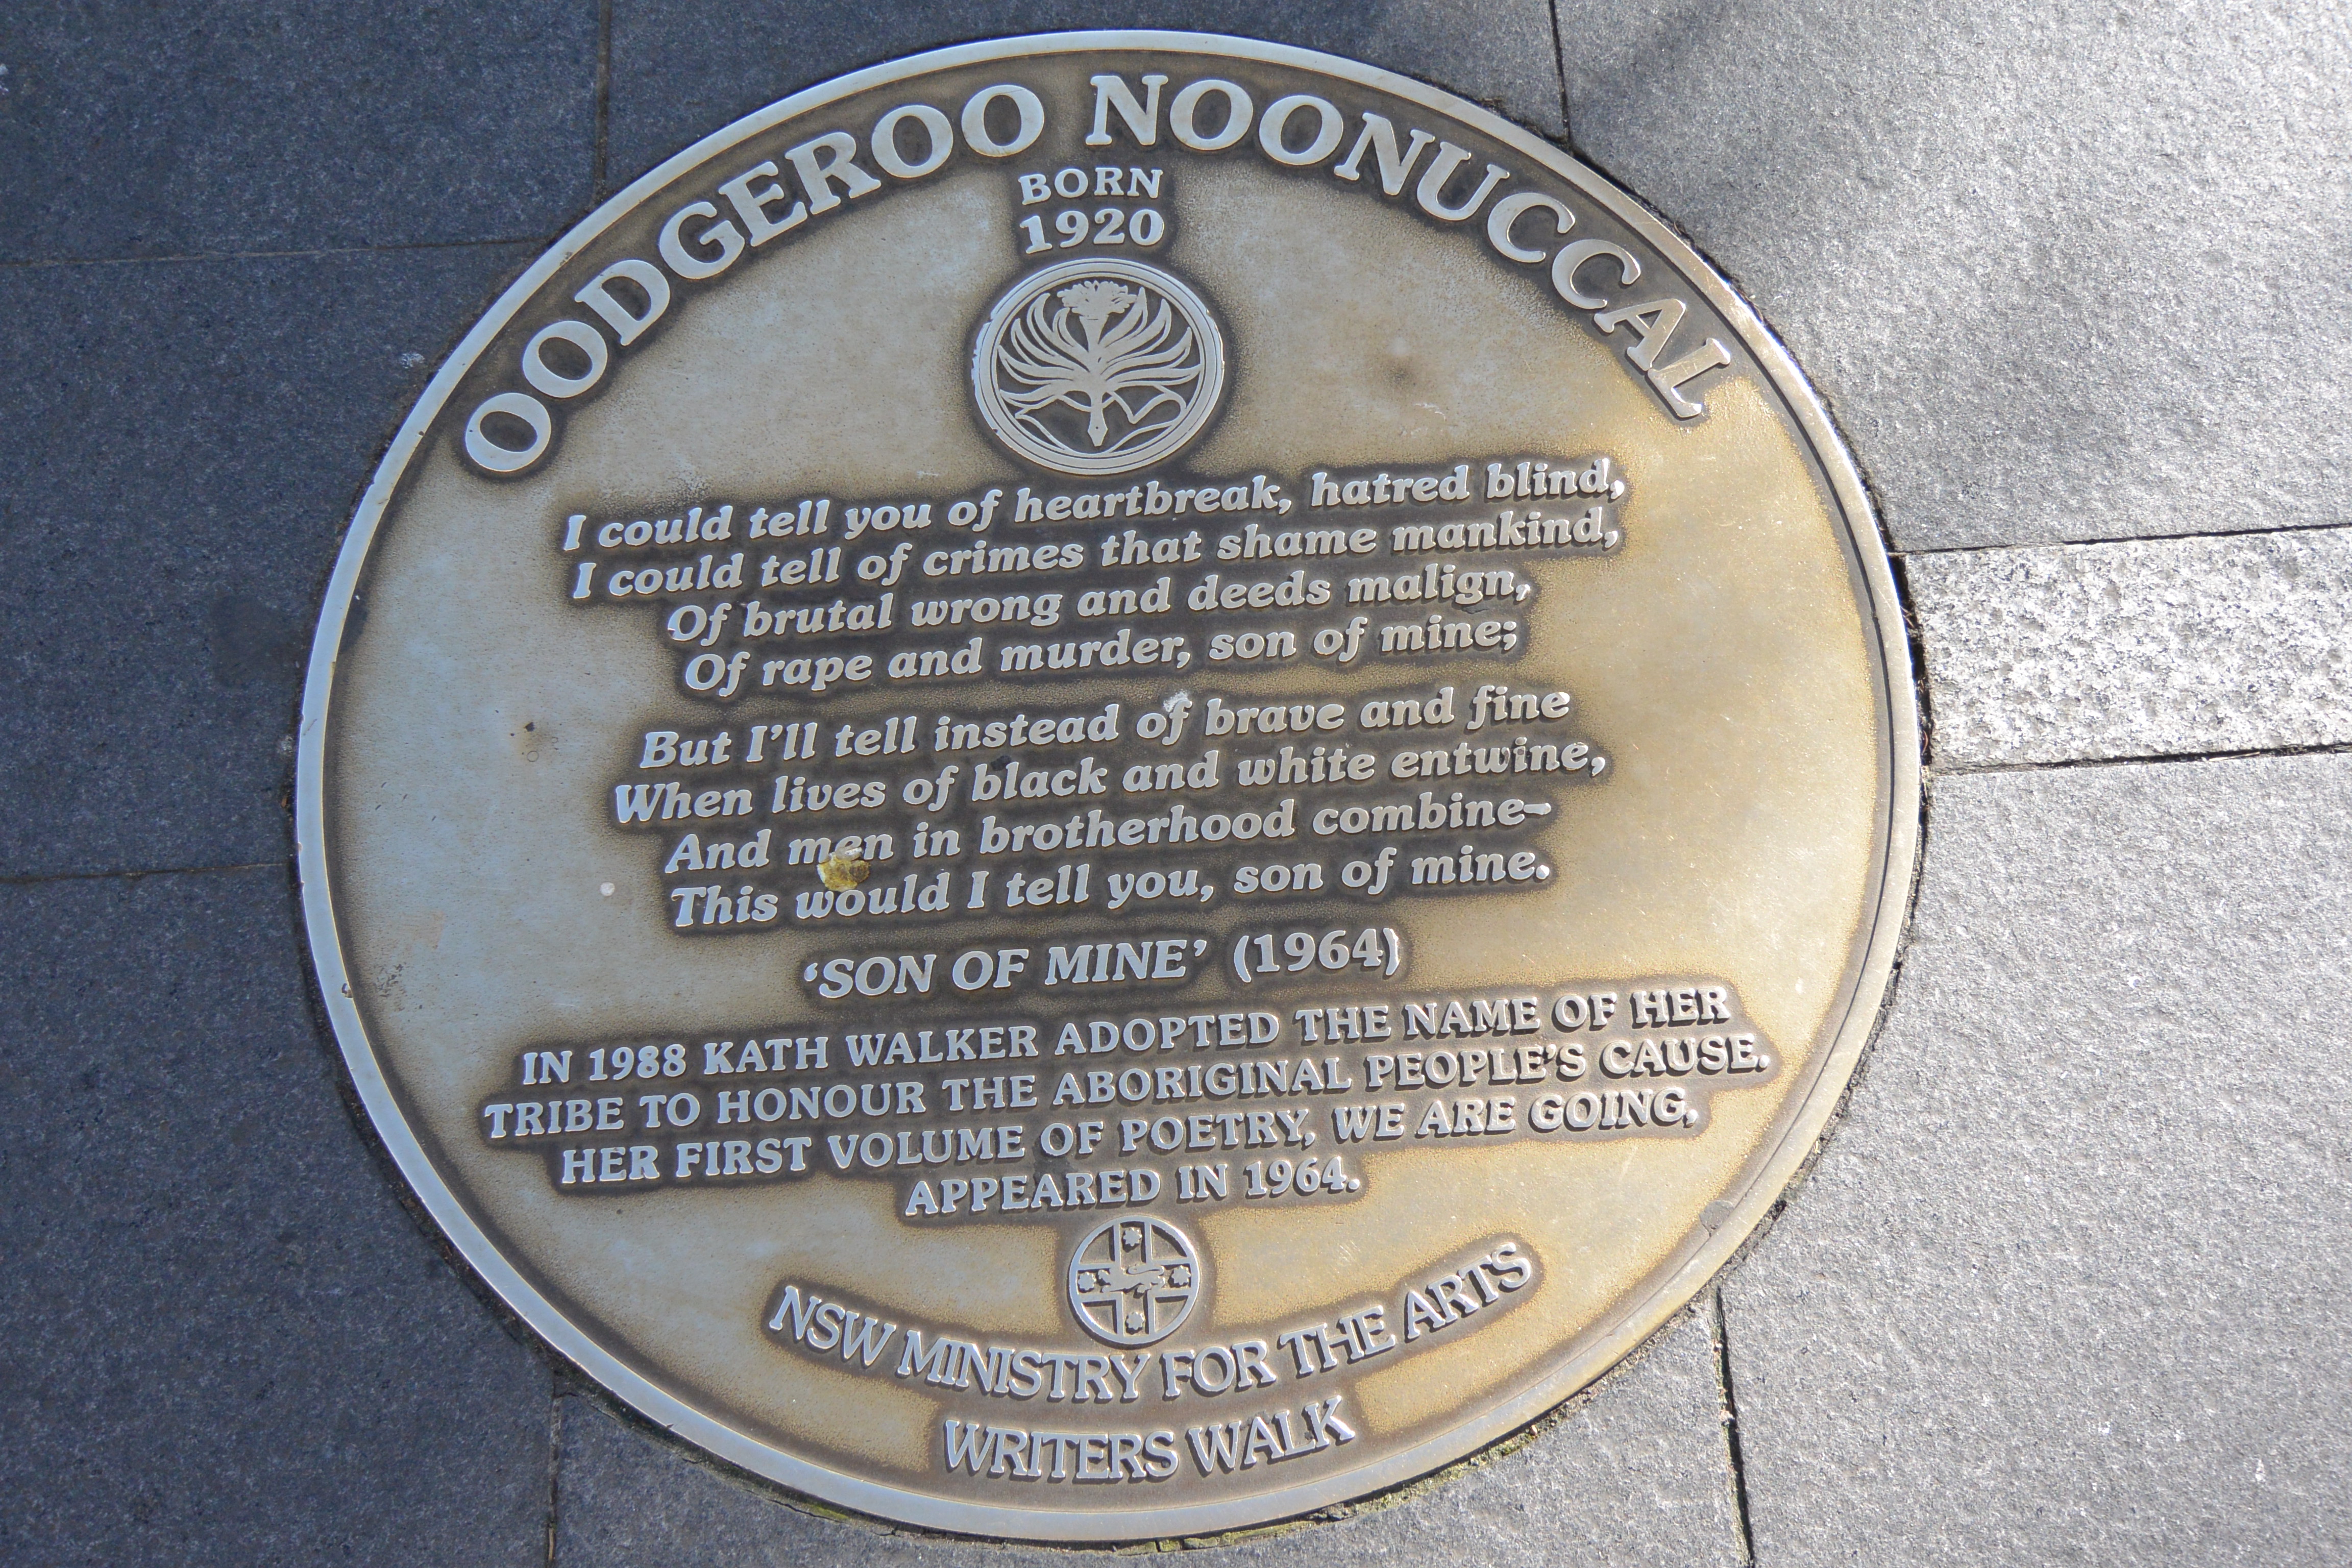 OODGEROO NOONUCCAL
BORN
1920
I could tell you of heartbreak, hatred blind,
I could tell of crimes that shame mankind,
Of brutal wrong and deeds malign,
Of rape and murder, son of mine;
But I'll tell instead of brave and fine
When lives of black and white entwine,
And men in brotherhood combine–
This would I tell you, son of mine.
‘SON OF MINE’ (1964)
IN 1988 KATH WALKER ADOPTED THE NAME OF HER
TRIBE TO HONOUR THE ABORIGINAL PEOPLE'S CAUSE.
HER FIRST VOLUME OF POETRY, WE ARE GOING,
APPEARED IN 1964.
NSW MINISTRY FOR THE ARTS
WRITERS WALK